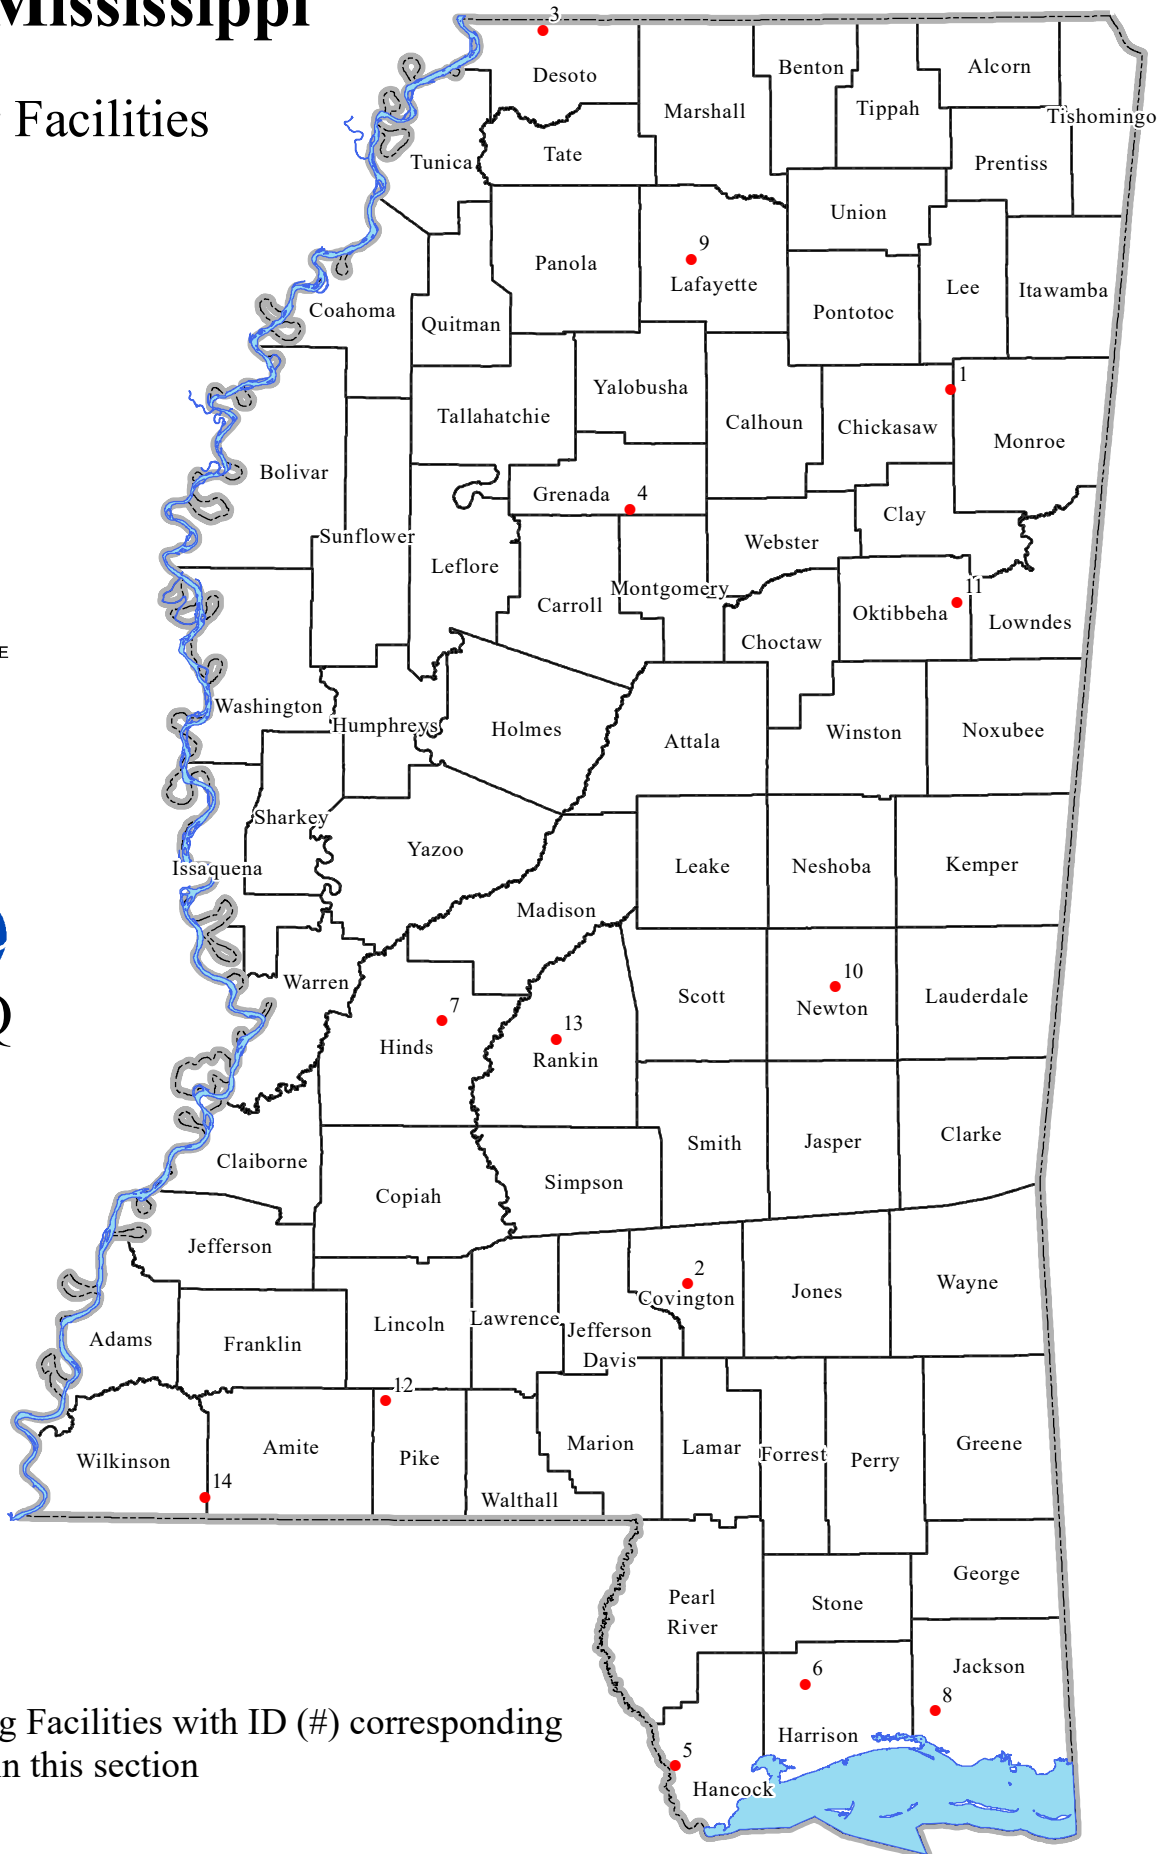 Mississippi
Facilities
3
Desoto
Benton
Alcorn
Marshall
Tippah
Tishomingo
Tunica
Tate
Prentiss
Union
9
Panola
Lafayette
Lee
Itawamba
Coahoma
Quitman
Pontotoc
1
Yalobusha
Tallahatchie
Calhoun
Chickasaw
Monroe
Bolivar
Grenada
4
Clay
Sunflower
Webster
Leflore
Montgomery
11
Carroll
Oktibbeha
Lowndes
Choctaw
E
Washington
Humphreys
Holmes
Attala
Winston
Noxubee
Sharkey
Yazoo
Issaquena
Leake
Neshoba
Kemper
Madison
Warren
10
Scott
Newton
Lauderdale
Q
7
13
Hinds
Rankin
Smith
Jasper
Clarke
Claiborne
Copiah
Simpson
Jefferson
2
Covington
Jones
Wayne
Adams
Franklin
Lincoln
Lawrence
Jefferson
Davis
12
Wilkinson
Amite
Pike
Marion
Lamar
Forrest
Perry
Greene
14
Walthall
George
Pearl
River
Stone
6
Jackson
8
Harrison
g Facilities with ID (#) corresponding
in this section
5
Hancock